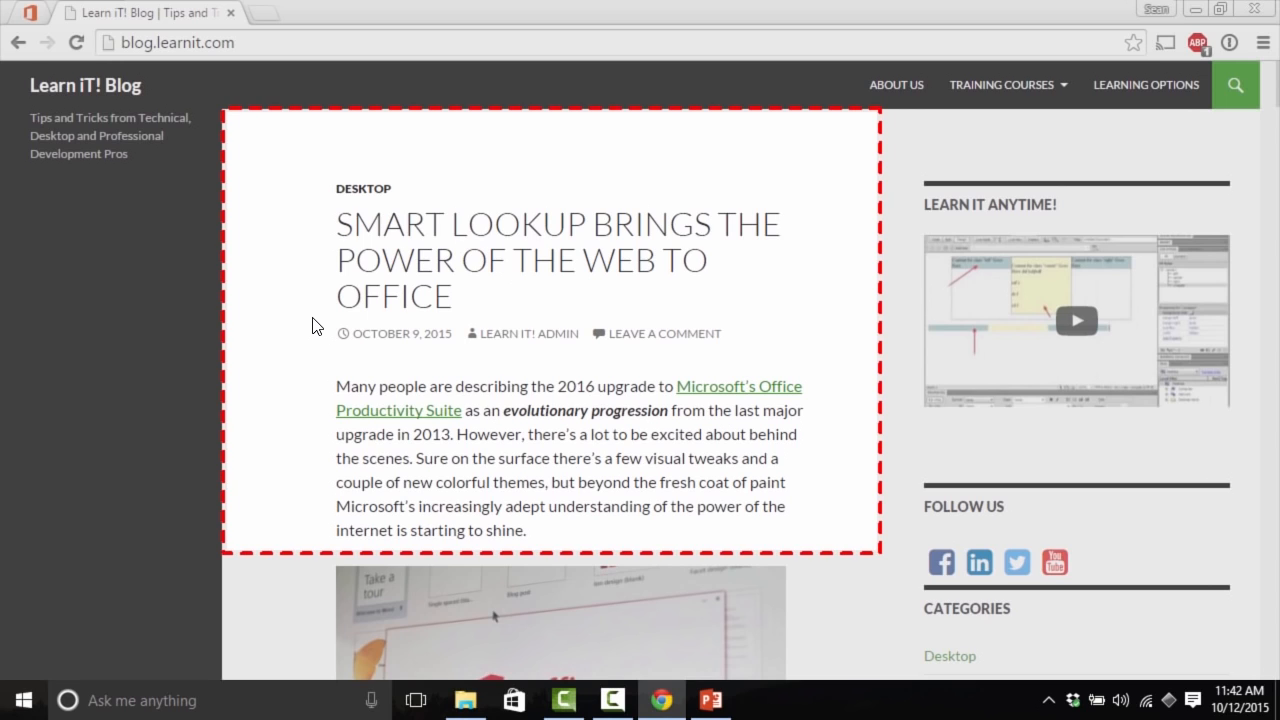 Learn iT! Blog | Tips and T
Sean
blog.learnit.com
ABP
1
Learn iT! Blog
ABOUT US
TRAINING COURSES
LEARNING OPTIONS
Tips and Tricks from Technical,
Desktop and Professional
Development Pros
DESKTOP
SMART LOOKUP BRINGS THE
POWER OF THE WEB TO
OFFICE
OCTOBER 9, 2015
LEARN IT! ADMIN
LEAVE A COMMENT
Many people are describing the 2016 upgrade to Microsoft’s Office
Productivity Suite as an evolutionary progression from the last major
upgrade in 2013. However, there’s a lot to be excited about behind
the scenes. Sure on the surface there’s a few visual tweaks and a
couple of new colorful themes, but beyond the fresh coat of paint
Microsoft’s increasingly adept understanding of the power of the
internet is starting to shine.
Take a
tour
Blog post
LEARN IT ANYTIME!
FOLLOW US
You
Tube
CATEGORIES
Desktop
Ask me anything
11:42 AM
10/12/2015